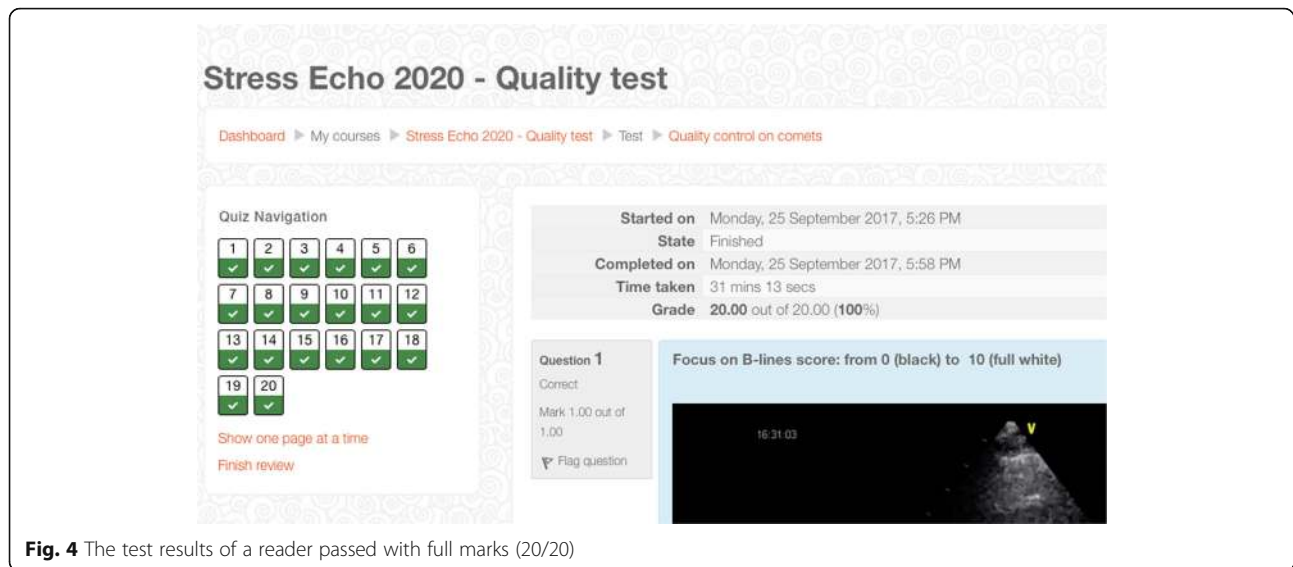 Stress Echo 2020 - Quality test
Dashboard ▶ My courses ▶ Stress Echo 2020 - Quality test ▶ Test ▶ Quality control on comets
Quiz Navigation
1 2 3 4 5 6
7 8 9 10 11 12
13 14 15 16 17 18
19 20
Show one page at a time
Finish review
Started on Monday, 25 September 2017, 5:26 PM
State Finished
Completed on Monday, 25 September 2017, 5:58 PM
Time taken 31 mins 13 secs
Grade 20.00 out of 20.00 (100%)
Question 1
Correct
Mark 1.00 out of
1.00
Flag question
Focus on B-lines score: from 0 (black) to 10 (full white)
16:31:03
V
Fig. 4 The test results of a reader passed with full marks (20/20)